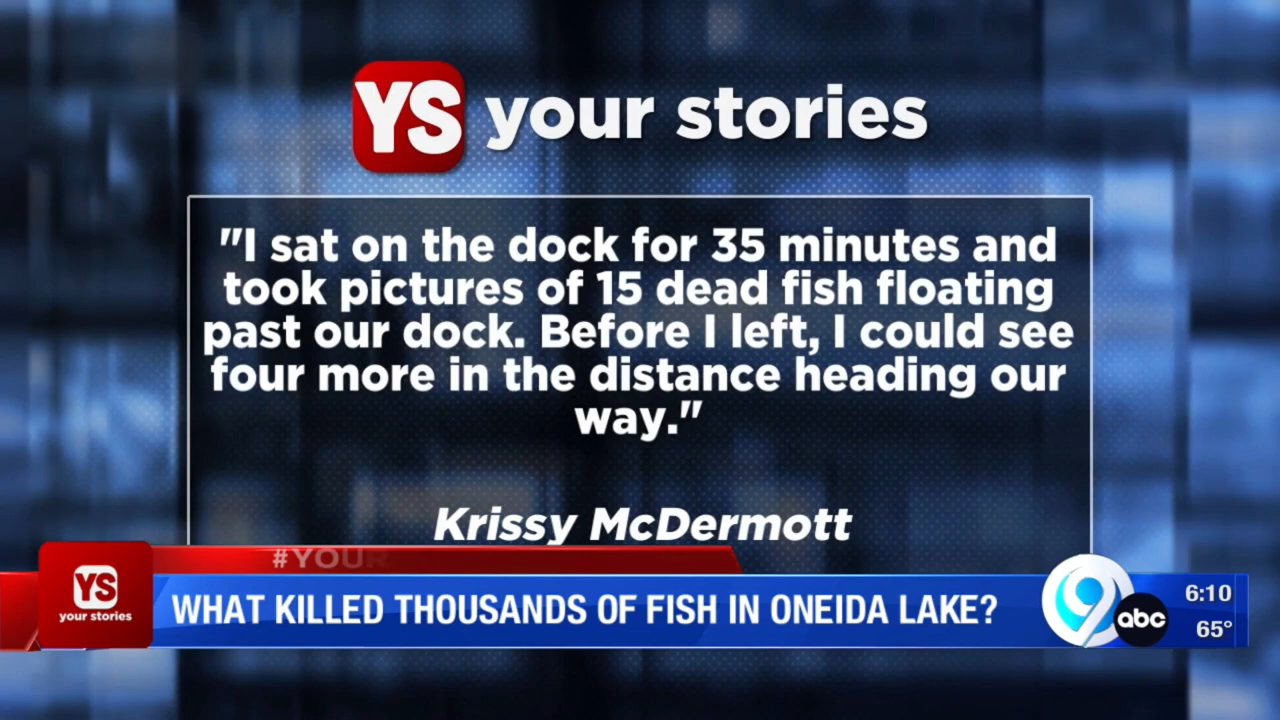 YS your stories
"I sat on the dock for 35 minutes and
took pictures of 15 dead fish floating
past our dock. Before I left, I could see
four more in the distance heading our
way."
Krissy McDermott
#YOUR
YS
your stories
WHAT KILLED THOUSANDS OF FISH IN ONEIDA LAKE?
9
abc
6:10
65°